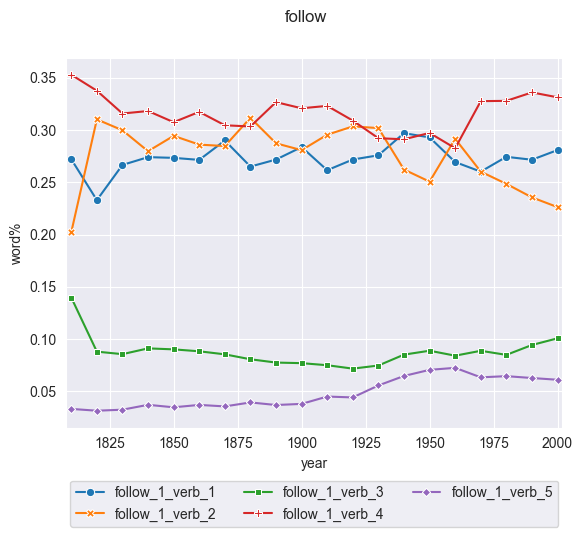 follow
0.35
0.30
0.25
0.20
0.15
0.10
0.05
word%
1825 1850 1875 1900 1925 1950 1975 2000
year
follow_1_verb_1 follow_1_verb_3 follow_1_verb_5
follow_1_verb_2 follow_1_verb_4